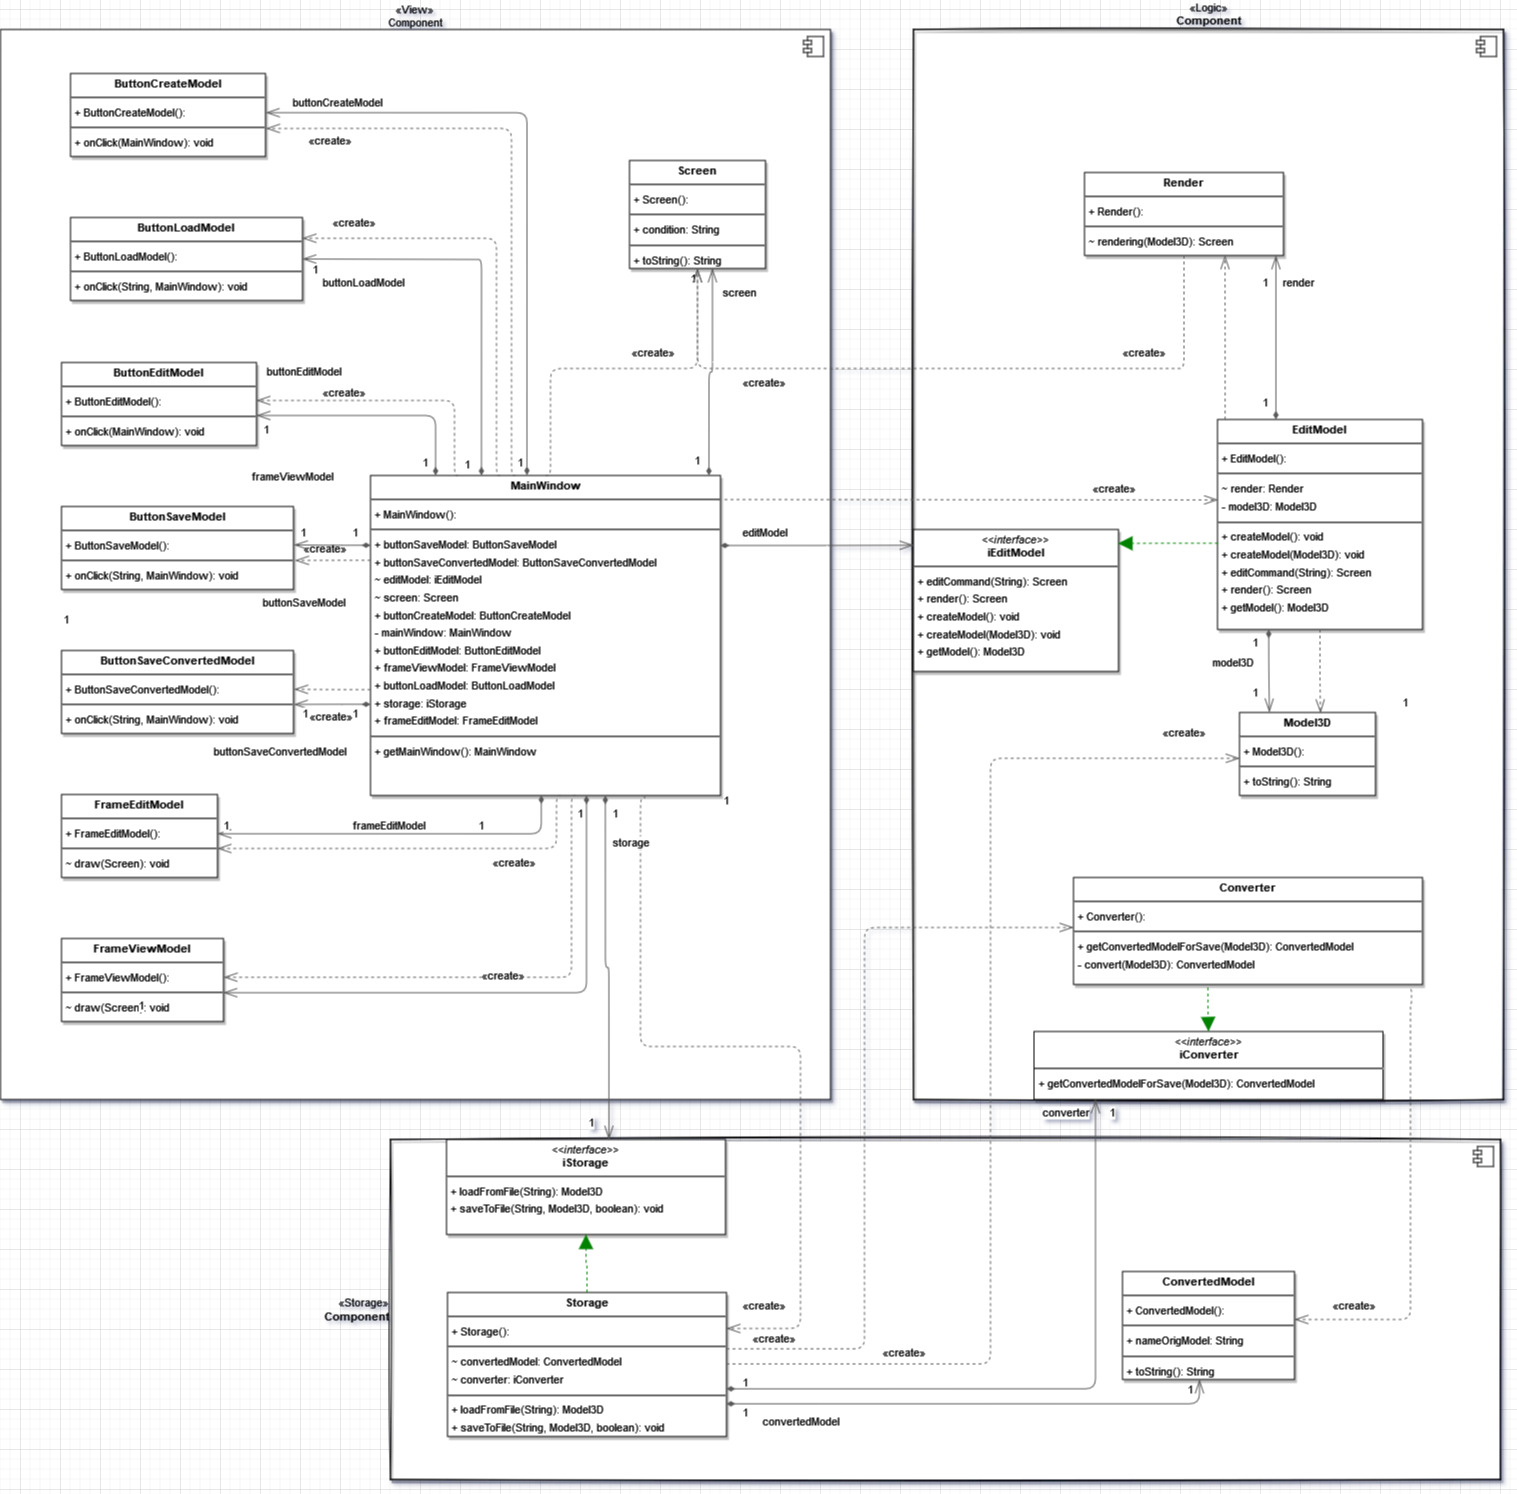 «View»
Component
ButtonCreateModel
+ ButtonCreateModel():
+ onClick(MainWindow): void
buttonCreateModel
«create»
ButtonLoadModel
+ ButtonLoadModel():
+ onClick(String, MainWindow): void
«create»
1
buttonLoadModel
Screen
+ Screen():
+ condition: String
+ toString(): String
1
screen
«create»
«create»
ButtonEditModel
+ ButtonEditModel():
+ onClick(MainWindow): void
buttonEditModel
«create»
1
1
1
1
1
frameViewModel
ButtonSaveModel
+ ButtonSaveModel():
+ onClick(String, MainWindow): void
1
1
«create»
buttonSaveModel
1
ButtonSaveConvertedModel
+ ButtonSaveConvertedModel():
+ onClick(String, MainWindow): void
1
«create»
1
buttonSaveConvertedModel
MainWindow
+ MainWindow():
+ buttonSaveModel: ButtonSaveModel
+ buttonSaveConvertedModel: ButtonSaveConvertedModel
~ editModel: iEditModel
~ screen: Screen
+ buttonCreateModel: ButtonCreateModel
- mainWindow: MainWindow
+ buttonEditModel: ButtonEditModel
+ frameViewModel: FrameViewModel
+ buttonLoadModel: ButtonLoadModel
+ storage: iStorage
+ frameEditModel: FrameEditModel
+ getMainWindow(): MainWindow
editModel
1
FrameEditModel
+ FrameEditModel():
~ draw(Screen): void
1
frameEditModel
1
«create»
1
1
storage
FrameViewModel
+ FrameViewModel():
~ draw(Screen): void
1
«create»
«Logic»
Component
Render
+ Render():
~ rendering(Model3D): Screen
1
render
«create»
1
EditModel
+ EditModel():
~ render: Render
- model3D: Model3D
+ createModel(): void
+ createModel(Model3D): void
+ editCommand(String): Screen
+ render(): Screen
+ getModel(): Model3D
«create»
<<interface>>
iEditModel
+ editCommand(String): Screen
+ render(): Screen
+ createModel(): void
+ createModel(Model3D): void
+ getModel(): Model3D
1
model3D
1
1
Model3D
+ Model3D():
+ toString(): String
«create»
Converter
+ Converter():
+ getConvertedModelForSave(Model3D): ConvertedModel
- convert(Model3D): ConvertedModel
<<interface>>
iConverter
+ getConvertedModelForSave(Model3D): ConvertedModel
converter
1
1
«Storage»
Component
<<interface>>
iStorage
+ loadFromFile(String): Model3D
+ saveToFile(String, Model3D, boolean): void
Storage
+ Storage():
~ convertedModel: ConvertedModel
~ converter: iConverter
+ loadFromFile(String): Model3D
+ saveToFile(String, Model3D, boolean): void
«create»
«create»
«create»
1
1
convertedModel
ConvertedModel
+ ConvertedModel():
+ nameOrigModel: String
+ toString(): String
1
«create»